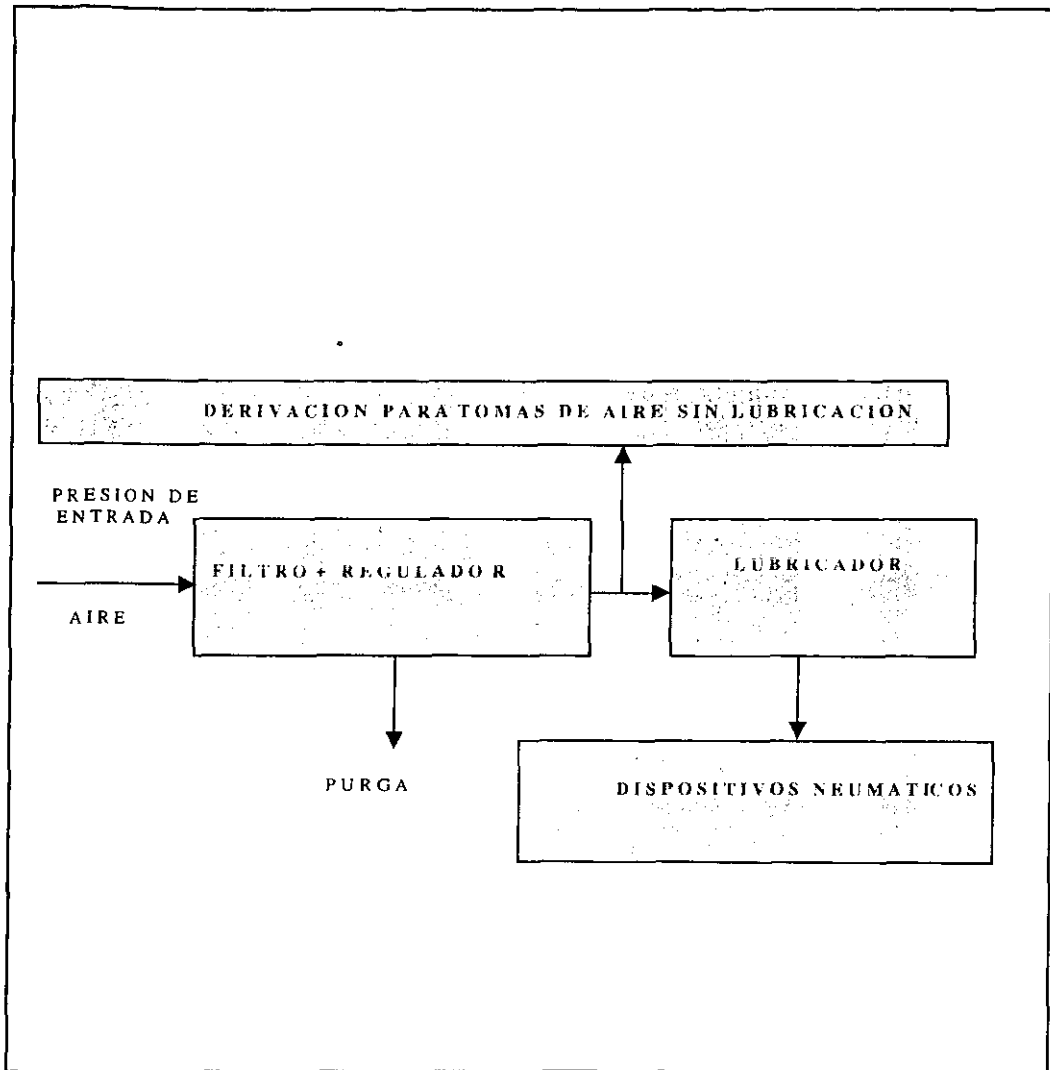 DERIVACION PARA TOMAS DE AIRE SIN LUBRICACION
PRESION DE
ENTRADA
FILTRO + REGULADOR
LUBRICADOR
AIRE
PURGA
DISPOSITIVOS NEUMATICOS